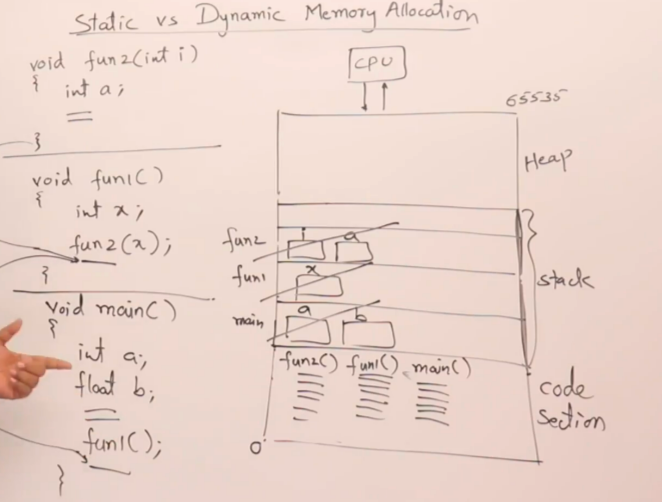 Static vs Dynamic Memory Allocation
void fun2(int i)
{
int a;
}
void fun1()
{
int x;
fun2(x);
}
void main()
{
int a;
float b;
fun1();
}
CPU
65535
Heap
fun2 i a
fun1 x
main a b
stack
fun2() fun1() main()
code
section
0